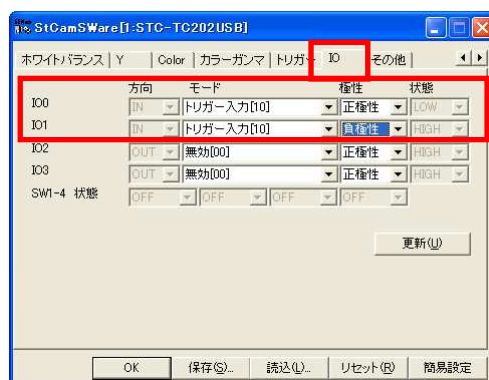 StCamSWare[1:STC-TC202USB]
ホワイトバランス Y Color カラーガンマ トリガー IO その他
方向 モード 極性 状態
IO0 IN トリガー入力[10] 正極性 LOW
IO1 IN トリガー入力[10] 負極性 HIGH
IO2 OUT 無効[00] 正極性 HIGH
IO3 OUT 無効[00] 正極性 HIGH
SW1-4 状態 OFF OFF OFF OFF
更新(U)
OK 保存(S)... 読込(L)... リセット(R) 簡易設定